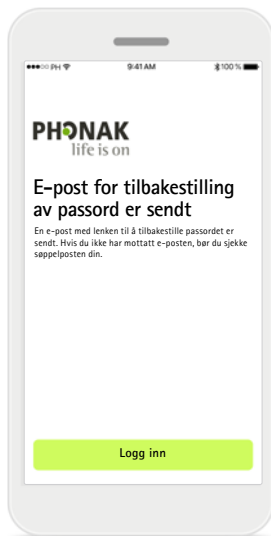 ●●●○○ PH 9:41 AM 100 %
PHONAK
life is on
E-post for tilbakestilling
av passord er sendt
En e-post med lenken til å tilbakestille passordet er
sendt. Hvis du ikke har mottatt e-posten, bør du sjekke
søppelposten din.
Logg inn